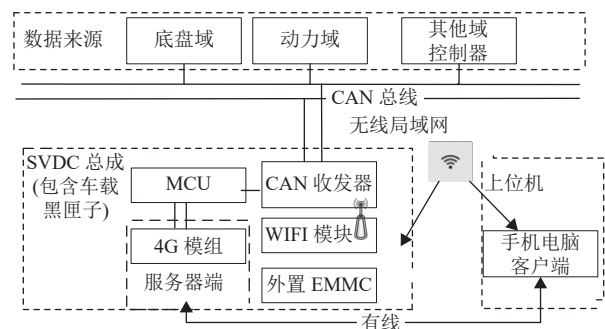 数据来源
底盘域
动力域
其他域
控制器
CAN 总线
无线局域网
SVDC 总成
(包含车载
黑匣子)
MCU
CAN 收发器
上位机
4G 模组
WIFI 模块
手机电脑
客户端
服务器端
外置 EMMC
有线